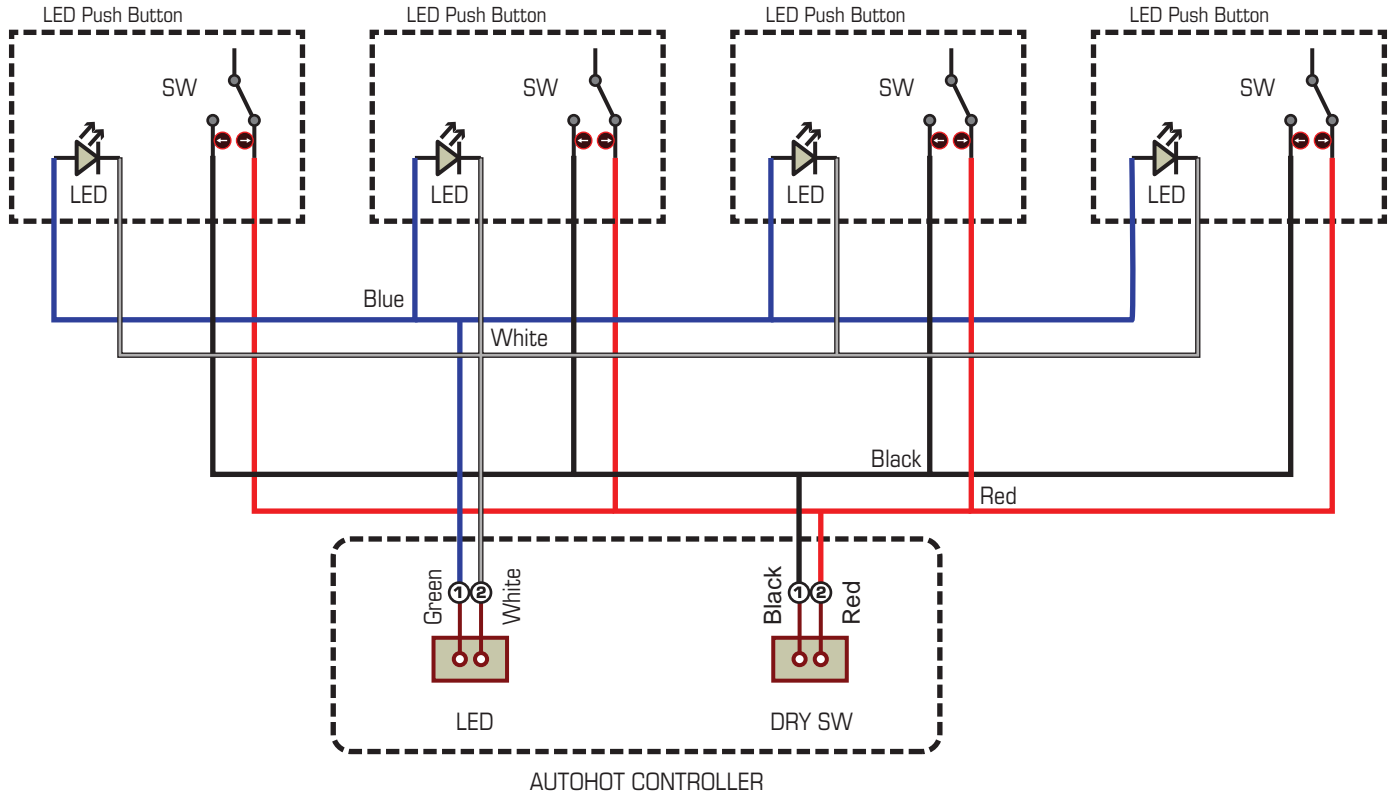 LED Push Button
LED Push Button
LED Push Button
LED Push Button
SW
SW
SW
SW
LED
LED
LED
LED
Blue
White
Black
Red
Green
1
2
White
Black
1
2
Red
LED
DRY SW
AUTOHOT CONTROLLER